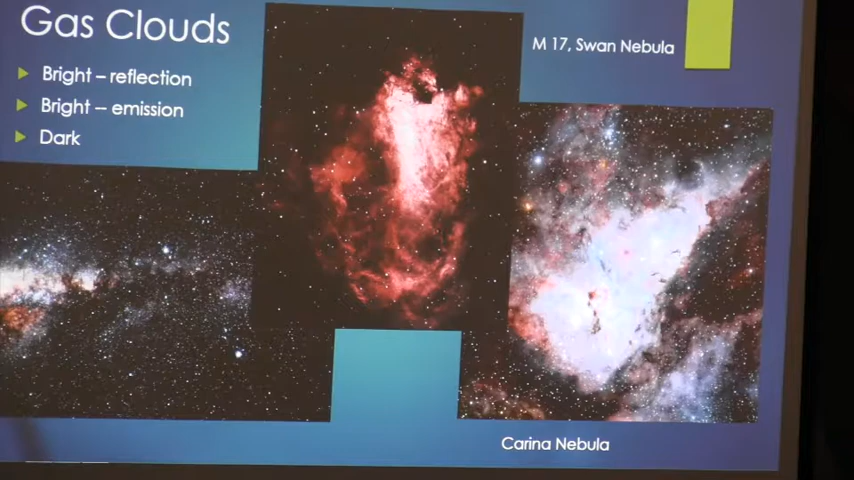 Gas Clouds
Bright – reflection
Bright -- emission
Dark
M 17, Swan Nebula
Carina Nebula